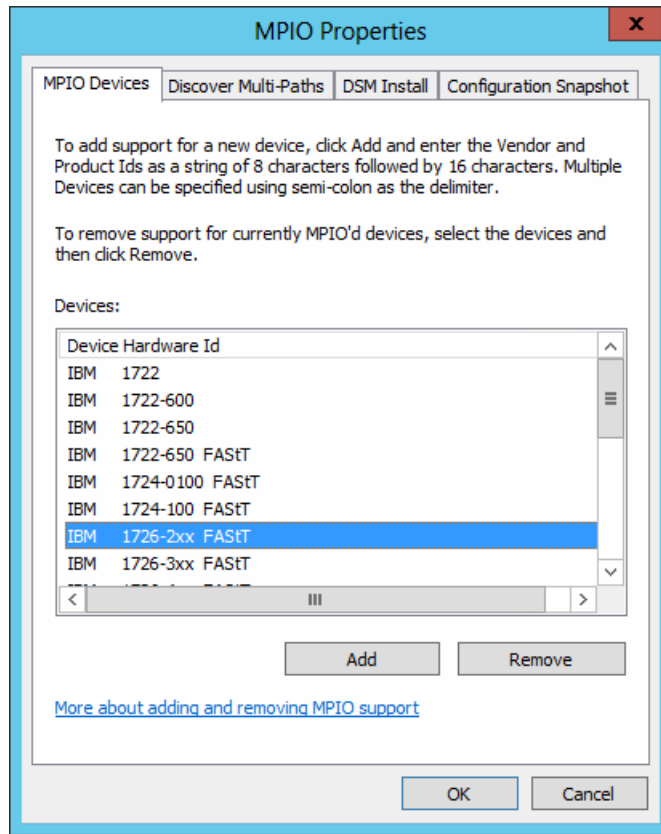 MPIO Properties
x
MPIO Devices Discover Multi-Paths DSM Install Configuration Snapshot
To add support for a new device, click Add and enter the Vendor and
Product Ids as a string of 8 characters followed by 16 characters. Multiple
Devices can be specified using semi-colon as the delimiter.
To remove support for currently MPIO'd devices, select the devices and
then click Remove.
Devices:
Device Hardware Id
IBM 1722
IBM 1722-600
IBM 1722-650
IBM 1722-650 FAStT
IBM 1724-0100 FAStT
IBM 1724-100 FAStT
IBM 1726-2xx FAStT
IBM 1726-3xx FAStT
Add Remove
More about adding and removing MPIO support
OK Cancel